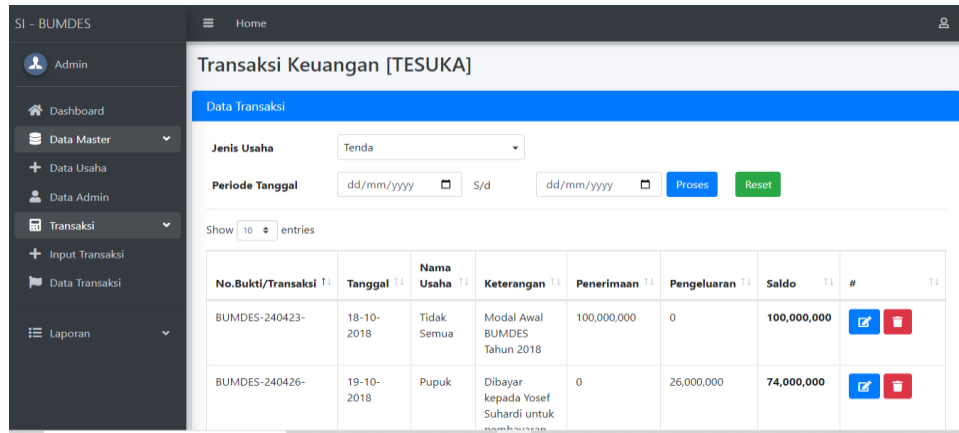 SI - BUMDES
Home
Admin
Dashboard
Data Master
Data Usaha
Data Admin
Transaksi
Input Transaksi
Data Transaksi
Laporan
Transaksi Keuangan [TESUKA]
Data Transaksi
Jenis Usaha Tenda
Periode Tanggal dd/mm/yyyy S/d dd/mm/yyyy Proses Reset
Show 10 entries
No.Bukti/Transaksi Tanggal Nama Usaha Keterangan Penerimaan Pengeluaran Saldo #
BUMDES-240423- 18-10-2018 Tidak Semua Modal Awal BUMDES Tahun 2018 100,000,000 0 100,000,000
BUMDES-240426- 19-10-2018 Pupuk Dibayar kepada Yosef Suhardi untuk pembayaran 0 26,000,000 74,000,000